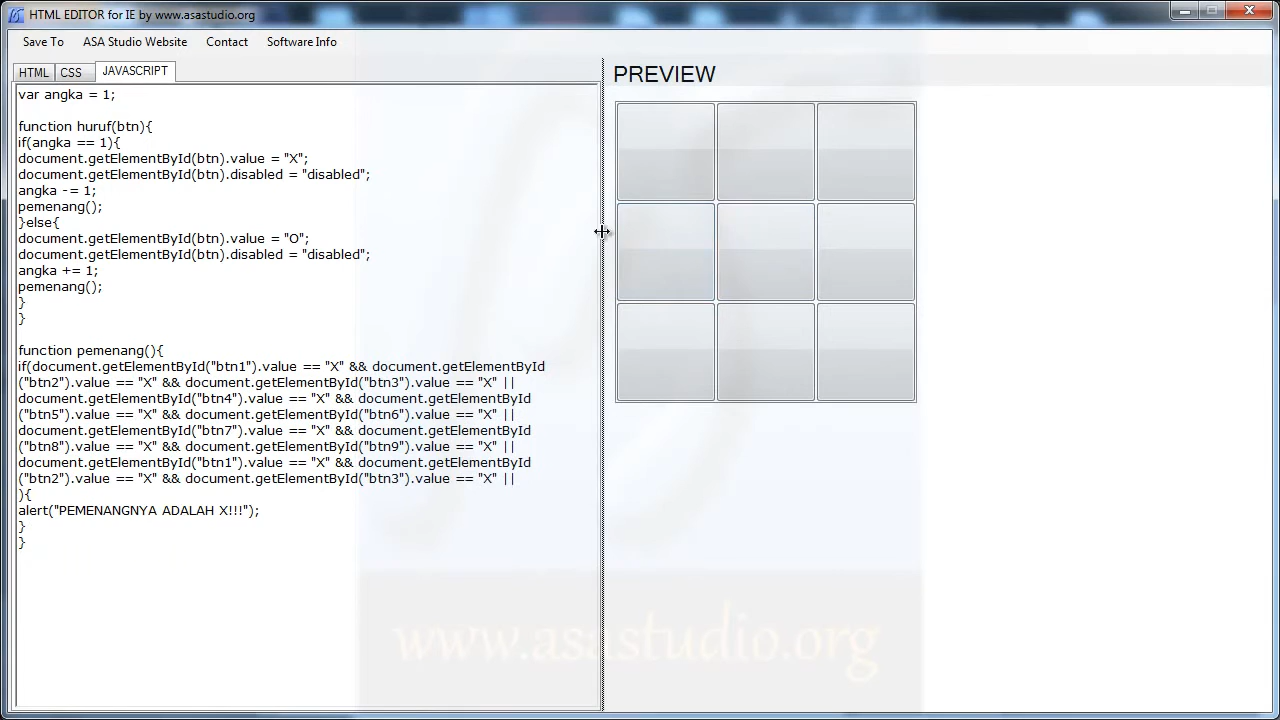 HTML EDITOR for IE by www.asastudio.org
Save To ASA Studio Website Contact Software Info
HTML CSS JAVASCRIPT
PREVIEW
var angka = 1;
function huruf(btn){
if(angka == 1){
document.getElementById(btn).value = "X";
document.getElementById(btn).disabled = "disabled";
angka -= 1;
pemenang();
}else{
document.getElementById(btn).value = "O";
document.getElementById(btn).disabled = "disabled";
angka += 1;
pemenang();
}
}
function pemenang(){
if(document.getElementById("btn1").value == "X" && document.getElementById
("btn2").value == "X" && document.getElementById("btn3").value == "X" ||
document.getElementById("btn4").value == "X" && document.getElementById
("btn5").value == "X" && document.getElementById("btn6").value == "X" ||
document.getElementById("btn7").value == "X" && document.getElementById
("btn8").value == "X" && document.getElementById("btn9").value == "X" ||
document.getElementById("btn1").value == "X" && document.getElementById
("btn2").value == "X" && document.getElementById("btn3").value == "X" ||
){
alert("PEMENANGNYA ADALAH X!!!");
}
}
www.asastudio.org